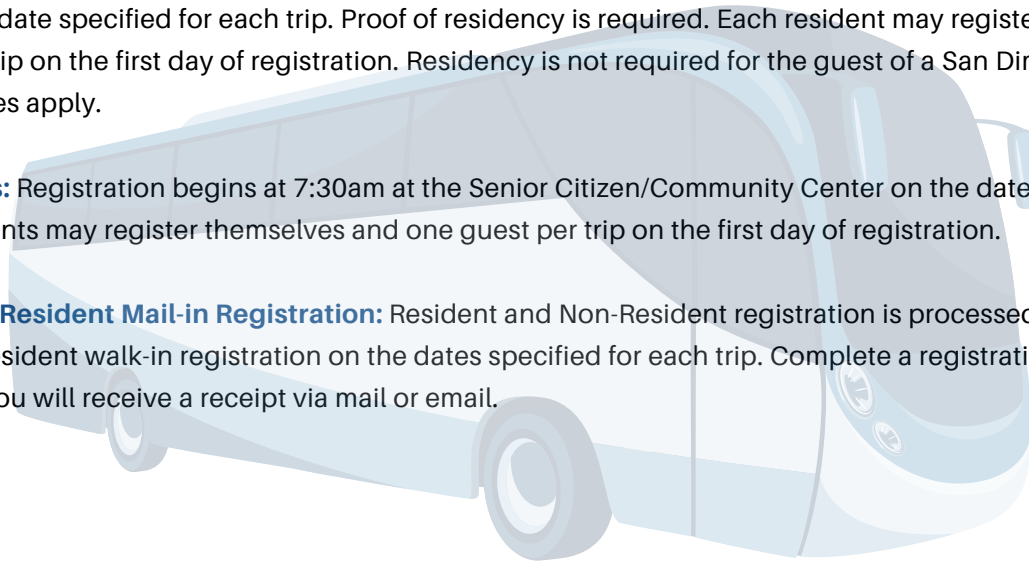 date specified for each trip. Proof of residency is required. Each resident may registe
ip on the first day of registration. Residency is not required for the guest of a San Dir
es apply.
s: Registration begins at 7:30am at the Senior Citizen/Community Center on the date
nts may register themselves and one guest per trip on the first day of registration.
Resident Mail-in Registration: Resident and Non-Resident registration is processed
sident walk-in registration on the dates specified for each trip. Complete a registrati
ou will receive a receipt via mail or email.